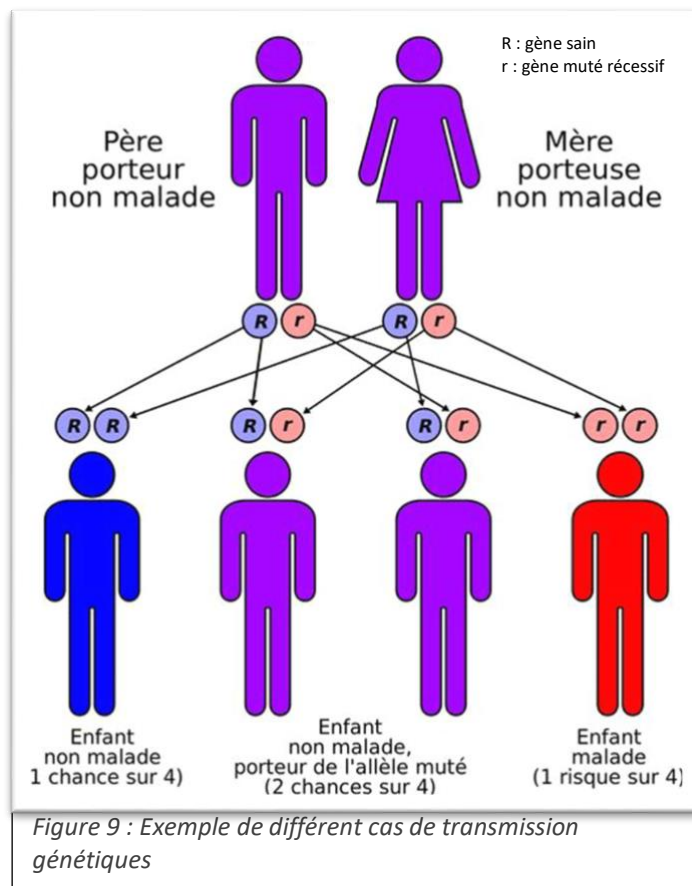 R : gène sain
r : gène muté récessif
Père
porteur
non malade
Mère
porteuse
non malade
R r R r
R R R r R r r r
Enfant
non malade
1 chance sur 4)
Enfant
non malade,
porteur de l'allèle muté
(2 chances sur 4)
Enfant
malade
(1 risque sur 4)
Figure 9 : Exemple de différent cas de transmission
génétiques